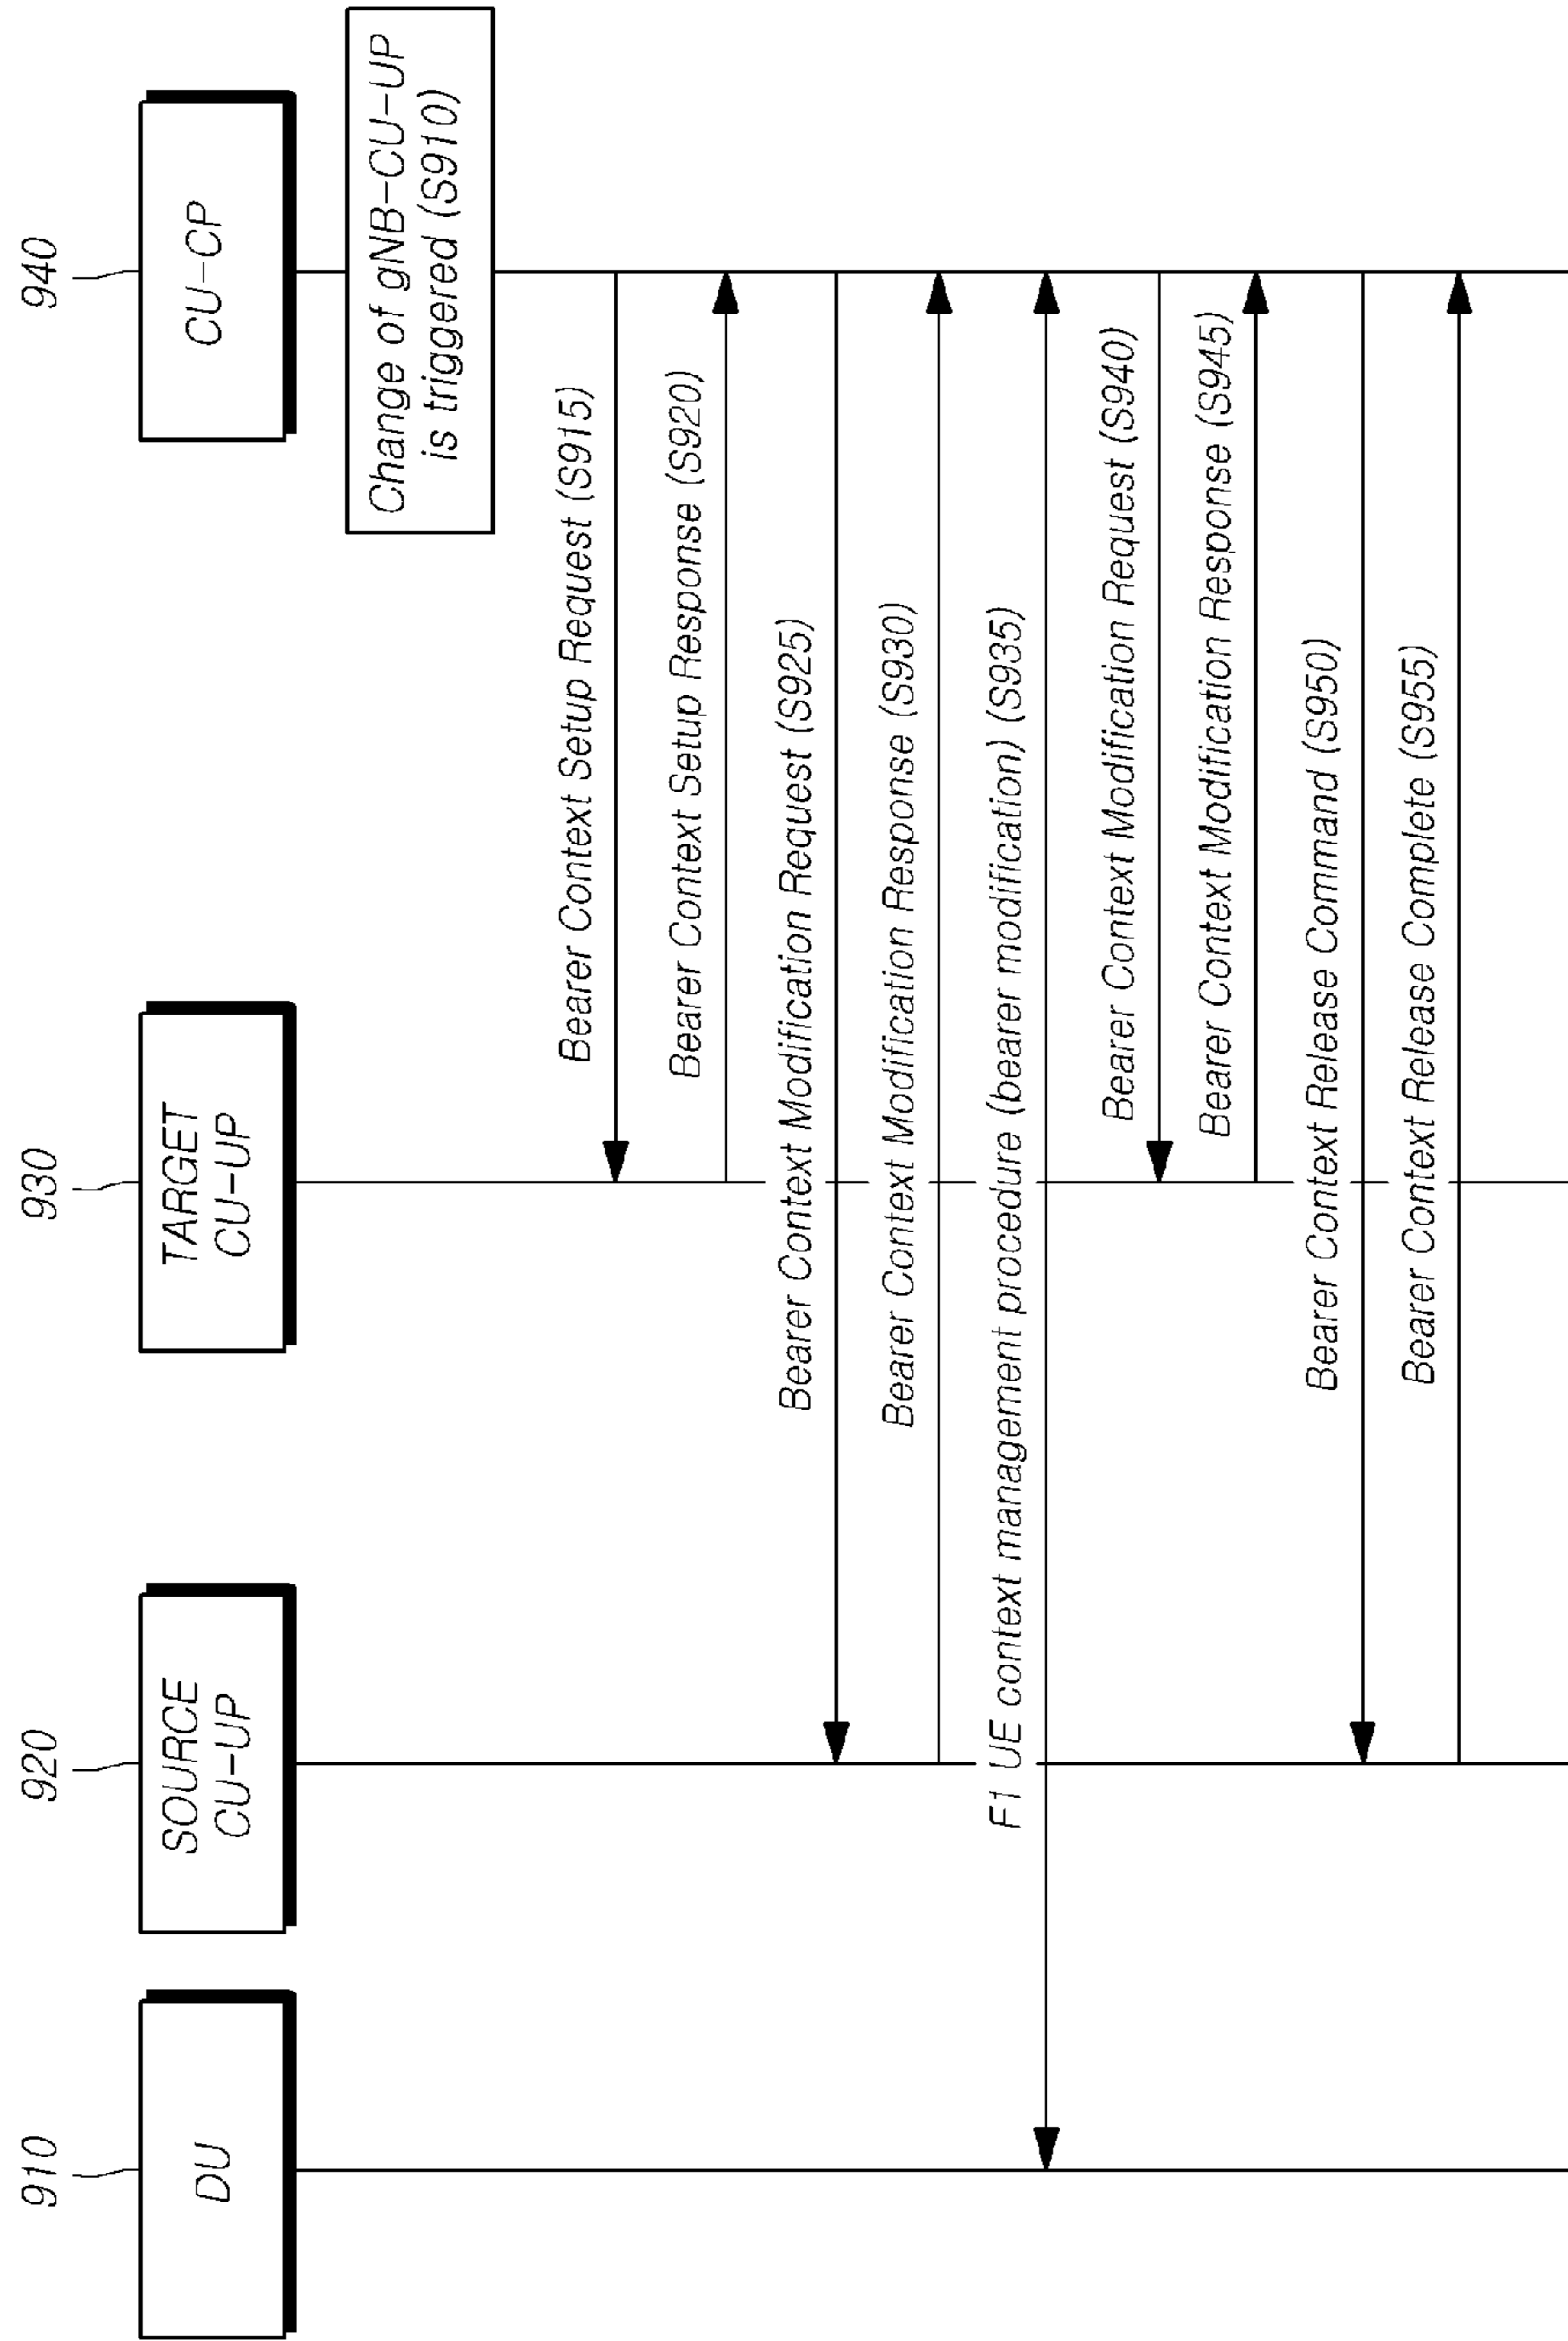 910
920
930
940
DU
SOURCE
CU-UP
TARGET
CU-UP
CU-CP
Change of gNB-CU-UP
is triggered (S910)
Bearer Context Setup Request (S915)
Bearer Context Setup Response (S920)
Bearer Context Modification Request (S925)
Bearer Context Modification Response (S930)
F1 UE context management procedure (bearer modification) (S935)
Bearer Context Modification Request (S940)
Bearer Context Modification Response (S945)
Bearer Context Release Command (S950)
Bearer Context Release Complete (S955)